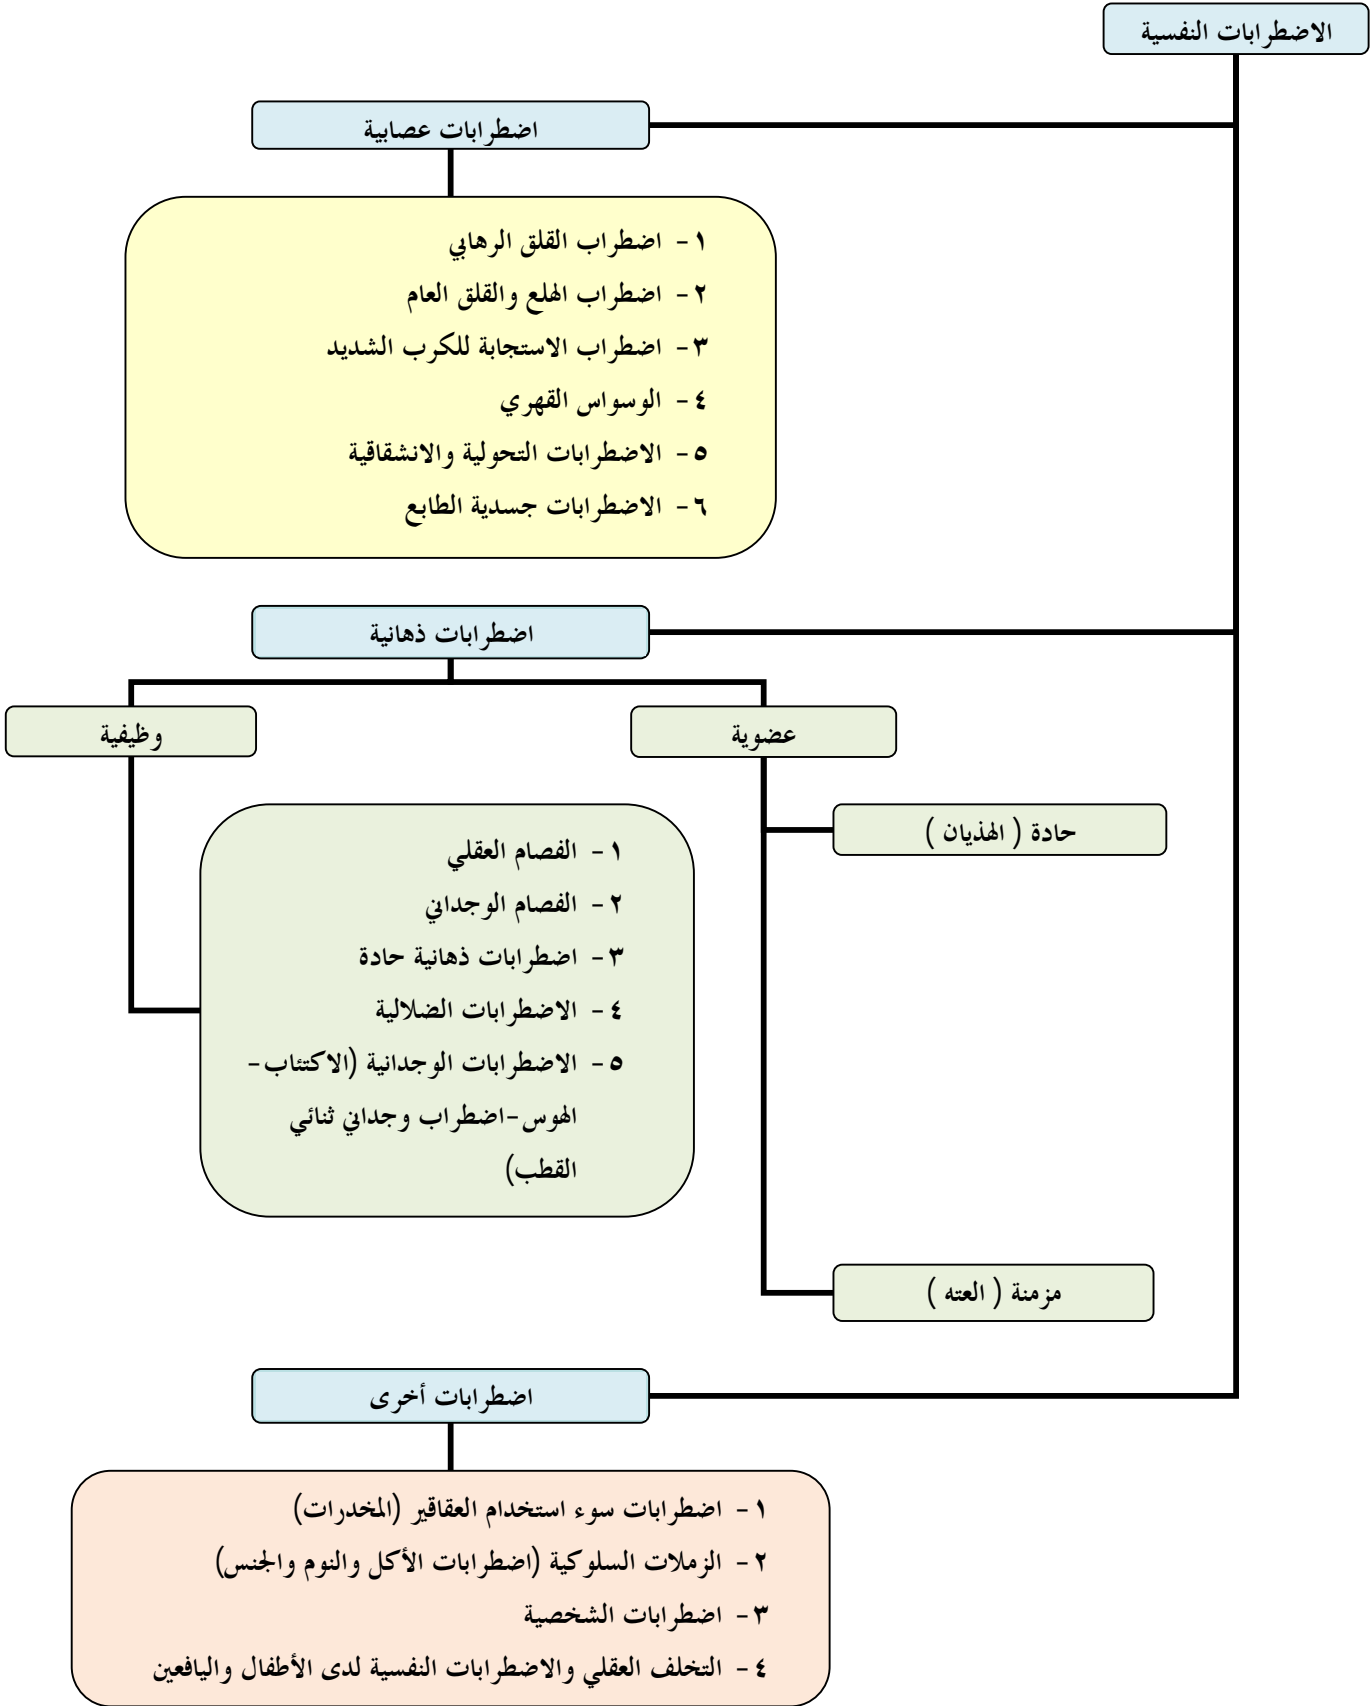 الاضطرابات النفسية
اضطرابات عصابية
١- اضطراب القلق الرهابي
٢- اضطراب الهلع والقلق العام
٣- اضطراب الاستجابة للكرب الشديد
٤- الوسواس القهري
٥- الاضطرابات التحولية والانشقاقية
٦- الاضطرابات جسدية الطابع
اضطرابات ذهانية
عضوية
وظيفية
حادة ( الهذيان )
١- الفصام العقلي
٢- الفصام الوجداني
٣- اضطرابات ذهانية حادة
٤- الاضطرابات الضلالية
٥- الاضطرابات الوجدانية (الاكتئاب-
الهوس-اضطراب وجداني ثنائي
القطب)
مزمنة ( العته )
اضطرابات أخرى
١- اضطرابات سوء استخدام العقاقير (المخدرات)
٢- الزملات السلوكية (اضطرابات الأكل والنوم والجنس)
٣- اضطرابات الشخصية
٤- التخلف العقلي والاضطرابات النفسية لدى الأطفال واليافعين